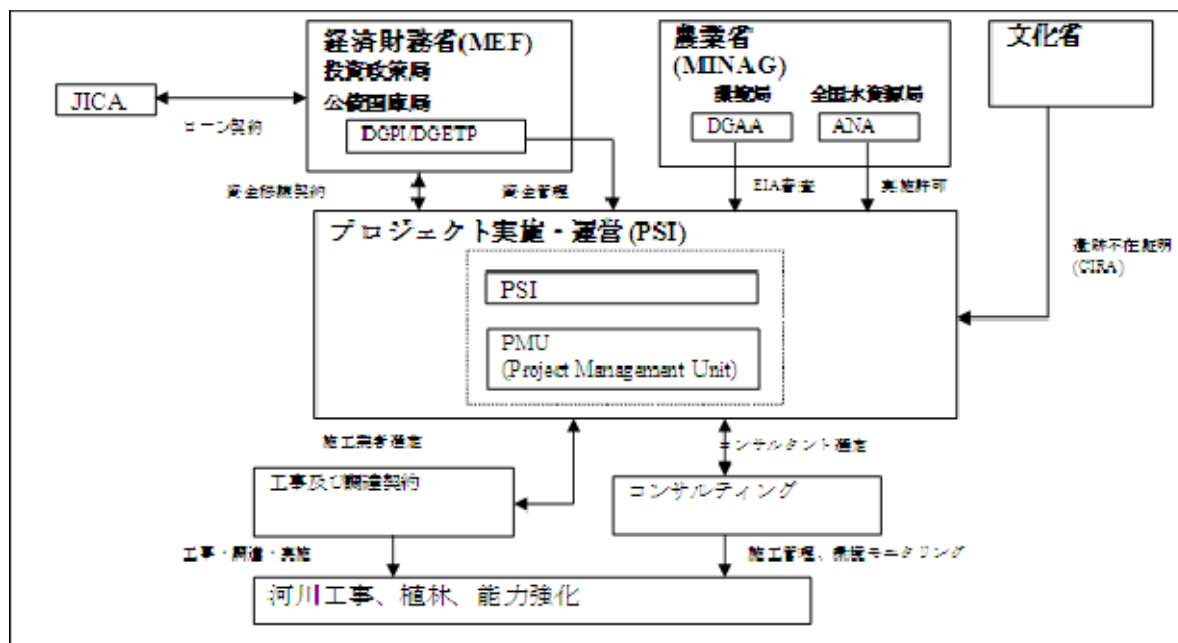 経済財務省(MEF)
投資政策局
公債国庫局
DGPI/DGETP
農業省
(MINAG)
環境局
全国水資源局
DGAA
ANA
文化省
JICA
ローン契約
資金移転契約
資金管理
EIA審査
実施許可
遺跡不在証明
(CIRA)
プロジェクト実施・運営(PSI)
PSI
PMU
(Project Management Unit)
施工業者選定
コンサルタント選定
工事及び調達契約
コンサルティング
工事・調達・実施
施工管理、環境モニタリング
河川工事、植林、能力強化